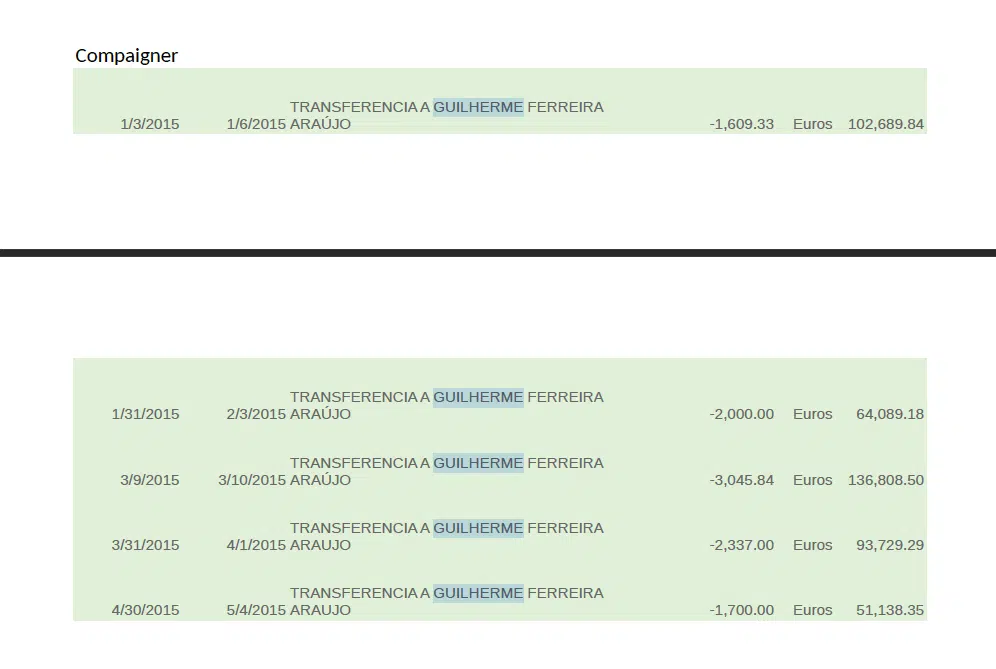 Compaigner
TRANSFERENCIA A GUILHERME FERREIRA
1/3/2015 1/6/2015 ARAÚJO -1,609.33 Euros 102,689.84
TRANSFERENCIA A GUILHERME FERREIRA
1/31/2015 2/3/2015 ARAÚJO -2,000.00 Euros 64,089.18
TRANSFERENCIA A GUILHERME FERREIRA
3/9/2015 3/10/2015 ARAÚJO -3,045.84 Euros 136,808.50
TRANSFERENCIA A GUILHERME FERREIRA
3/31/2015 4/1/2015 ARAUJO -2,337.00 Euros 93,729.29
TRANSFERENCIA A GUILHERME FERREIRA
4/30/2015 5/4/2015 ARAUJO -1,700.00 Euros 51,138.35